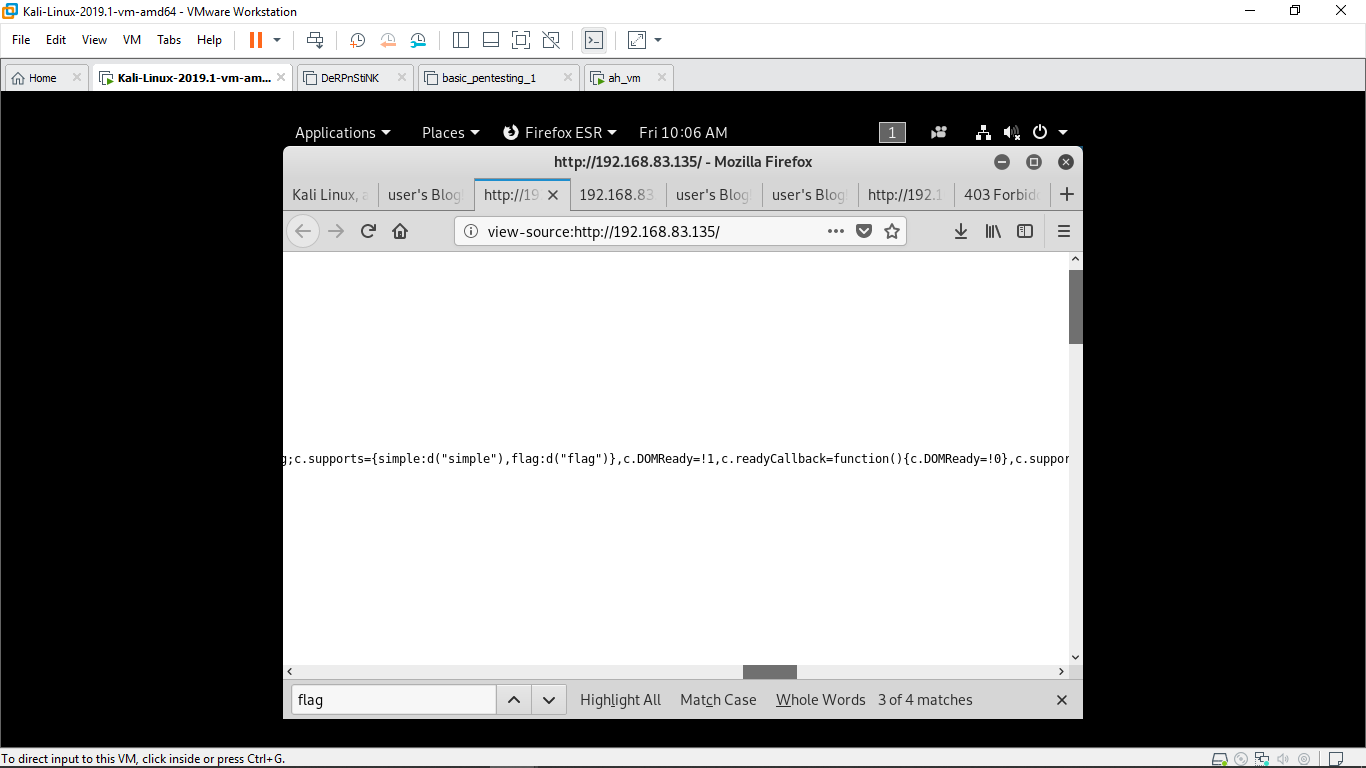 Kali-Linux-2019.1-vm-amd64 - VMware Workstation
File Edit View VM Tabs Help
Home Kali-Linux-2019.1-vm-am... DeRPnStiNK basic_pentesting_1 ah_vm
Applications Places Firefox ESR Fri 10:06 AM 1
http://192.168.83.135/ - Mozilla Firefox
Kali Linux, a user's Blog http://19 192.168.83 user's Blog user's Blog http://192.1 403 Forbid
view-source:http://192.168.83.135/
g;c.supports={simple:d("simple"),flag:d("flag")},c.DOMReady=!1,c.readyCallback=function(){c.DOMReady=!0},c.suppor
flag Highlight All Match Case Whole Words 3 of 4 matches
To direct input to this VM, click inside or press Ctrl+G.